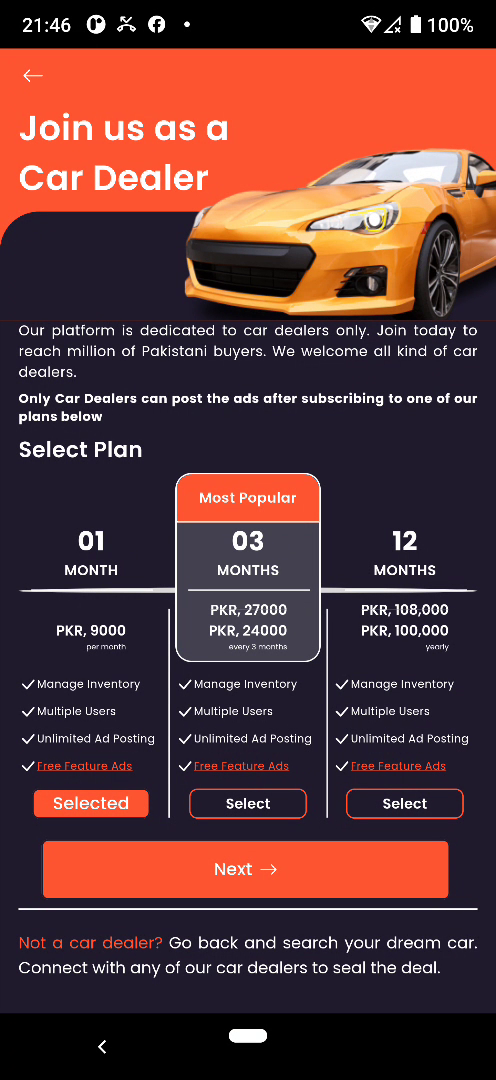 21:46
100%
Join us as a
Car Dealer
Our platform is dedicated to car dealers only. Join today to
reach million of Pakistani buyers. We welcome all kind of car
dealers.
Only Car Dealers can post the ads after subscribing to one of our
plans below
Select Plan
Most Popular
01
MONTH
03
MONTHS
12
MONTHS
PKR, 9000
per month
PKR, 27000
PKR, 24000
every 3 months
PKR, 108,000
PKR, 100,000
yearly
Manage Inventory
Multiple Users
Unlimited Ad Posting
Free Feature Ads
Selected
Manage Inventory
Multiple Users
Unlimited Ad Posting
Free Feature Ads
Select
Manage Inventory
Multiple Users
Unlimited Ad Posting
Free Feature Ads
Select
Next
Not a car dealer? Go back and search your dream car.
Connect with any of our car dealers to seal the deal.